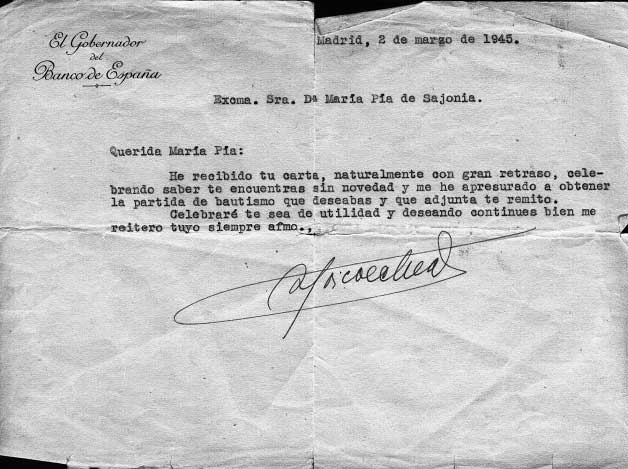 El Gobernador
del
Banco de España
Madrid, 2 de marzo de 1945.
Excma. Sra. Dª María Pía de Sajonia.
Querida María Pía:
He recibido tu carta, naturalmente con gran retraso, cele-
brando saber te encuentras sin novedad y me he apresurado a obtener
la partida de bautismo que deseabas y que adjunta te remito.
Celebraré te sea de utilidad y deseando continues bien me
reitero tuyo siempre afmo.,